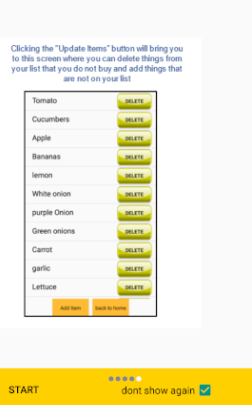 Clicking the "Update Items" button will bring you
to this screen where you can delete things from
your list that you do not buy and add things that
are not on your list
Tomato DELETE
Cucumbers DELETE
Apple DELETE
Bananas DELETE
lemon DELETE
White onion DELETE
purple Onion DELETE
Green onions DELETE
Carrot DELETE
garlic DELETE
Lettuce DELETE
Add Item back to home
START dont show again